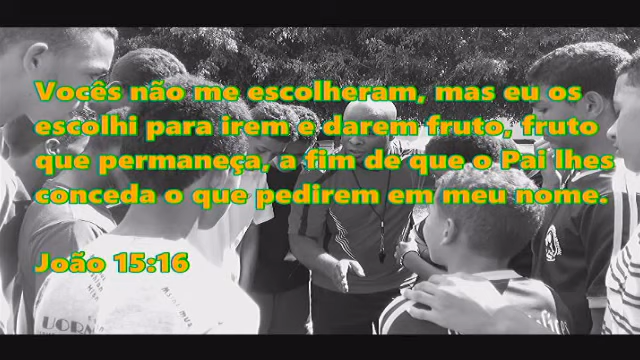 Vocês não me escolheram, mas eu os
escolhi para irem e darem fruto, fruto
que permaneça, a fim de que o Pai lhes
conceda o que pedirem em meu nome.
João 15:16